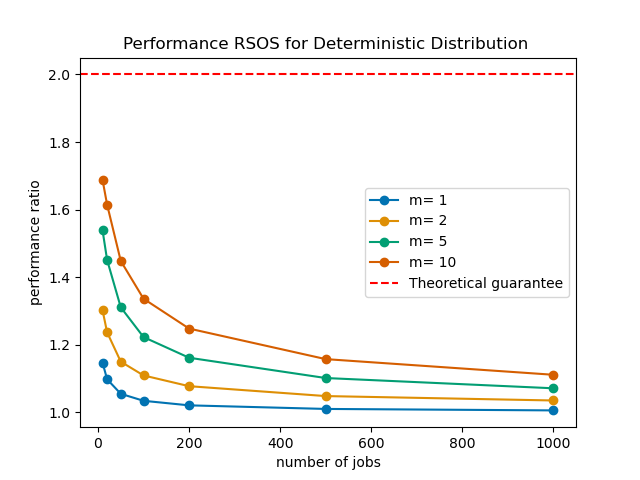 Performance RSOS for Deterministic Distribution
performance ratio
2.0
1.8
1.6
1.4
1.2
1.0
m= 1
m= 2
m= 5
m= 10
Theoretical guarantee
0 200 400 600 800 1000
number of jobs